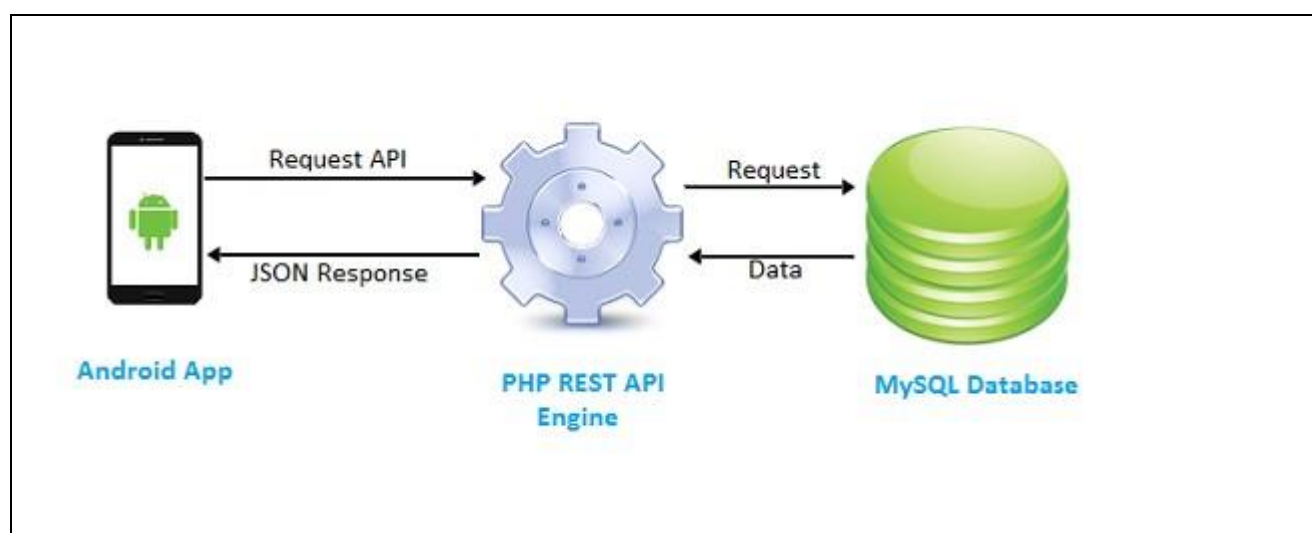 Request API
JSON Response
Request
Data
Android App
PHP REST API
Engine
MySQL Database